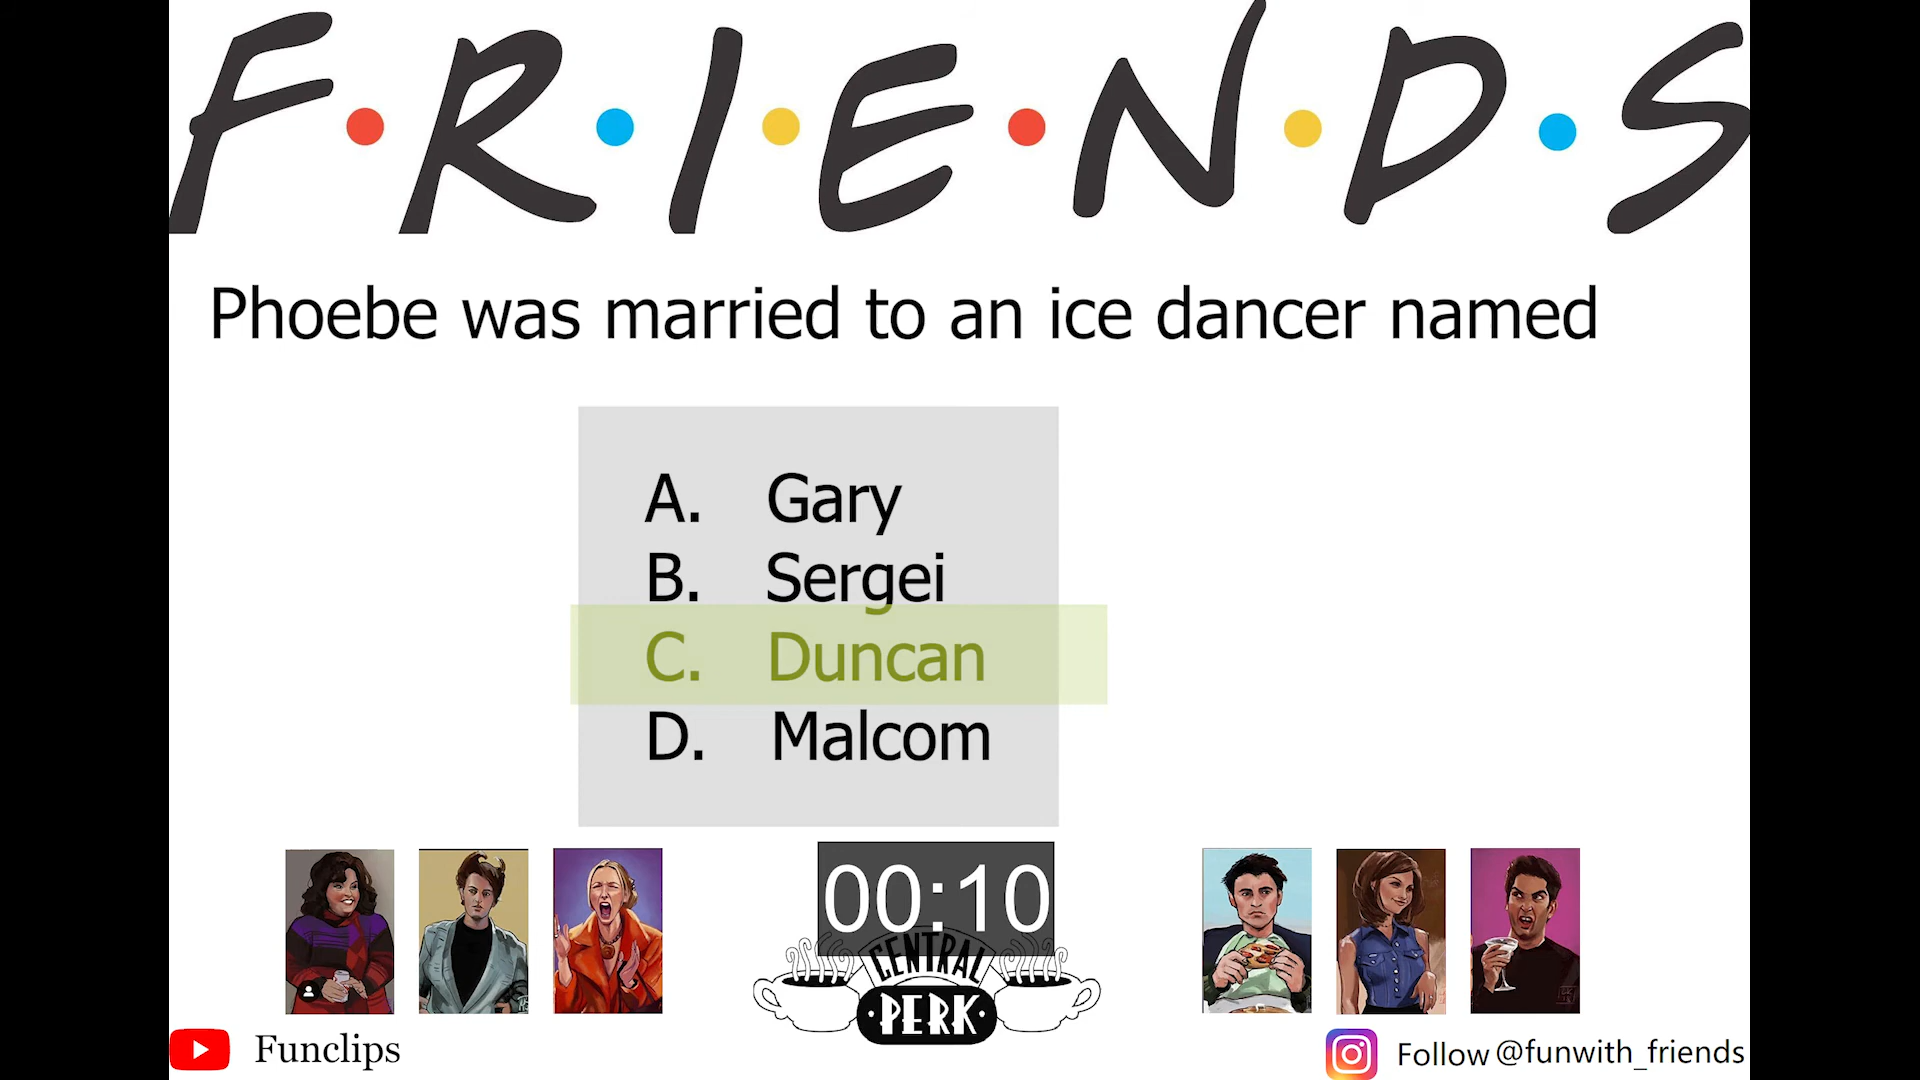 F•R•I•E•N•D•S
Phoebe was married to an ice dancer named
A. Gary
B. Sergei
C. Duncan
D. Malcom
00:10
CENTRAL
•PERK•
Funclips
Follow @funwith_friends